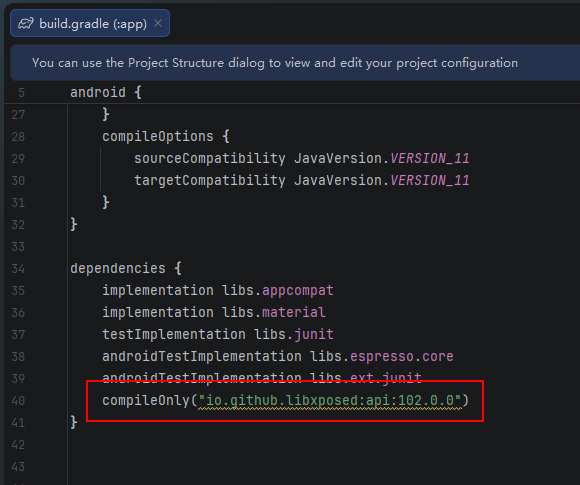 build.gradle (:app)
You can use the Project Structure dialog to view and edit your project configuration
5 android {
27 }
28 compileOptions {
29 sourceCompatibility JavaVersion.VERSION_11
30 targetCompatibility JavaVersion.VERSION_11
31 }
32 }
33
34 dependencies {
35 implementation libs.appcompat
36 implementation libs.material
37 testImplementation libs.junit
38 androidTestImplementation libs.espresso.core
39 androidTestImplementation libs.ext.junit
40 compileOnly("io.github.libxposed:api:102.0.0")
41 }
42
43